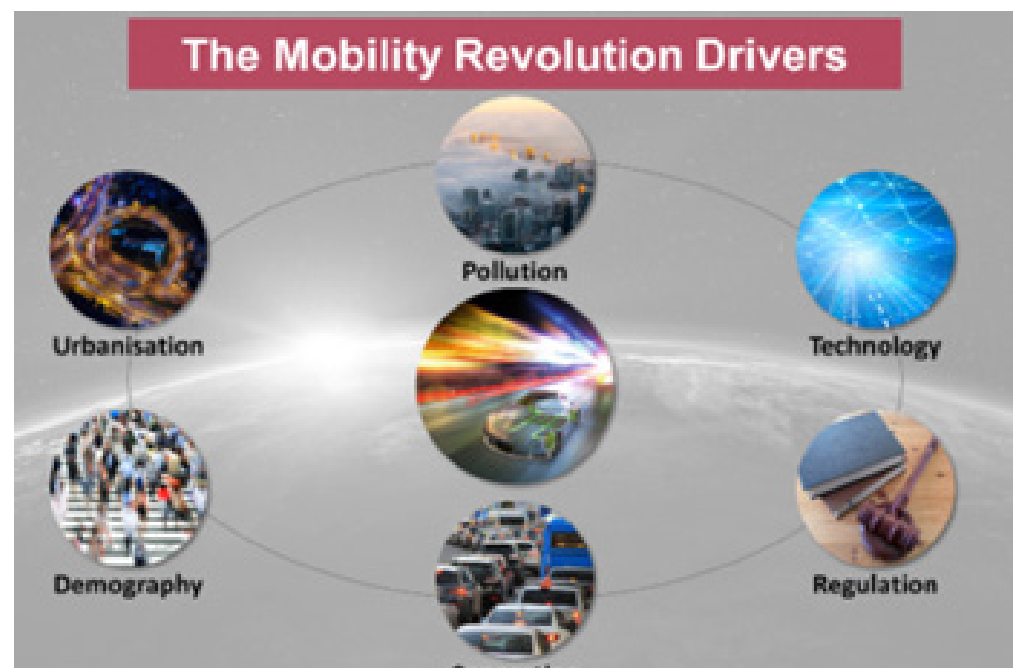 The Mobility Revolution Drivers
Pollution
Urbanisation
Technology
Demography
Regulation